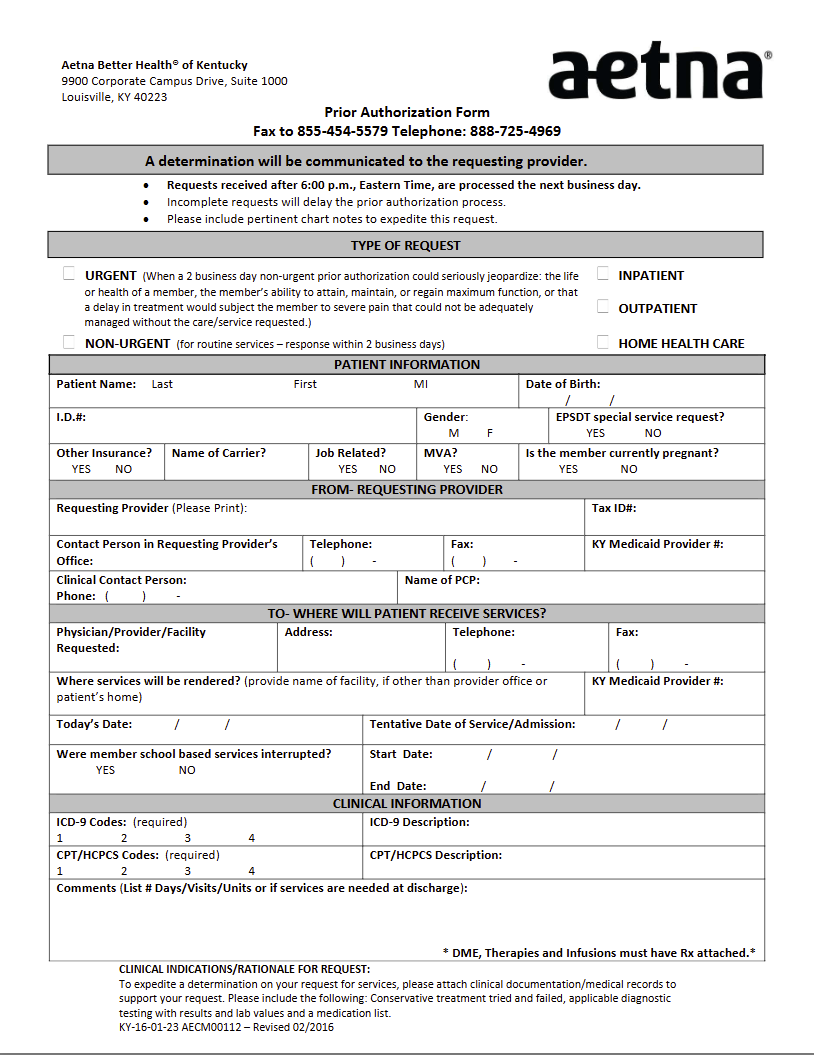 Aetna Better Health® of Kentucky
9900 Corporate Campus Drive, Suite 1000
Louisville, KY 40223
aetna®
Prior Authorization Form
Fax to 855-454-5579 Telephone: 888-725-4969
A determination will be communicated to the requesting provider.
• Requests received after 6:00 p.m., Eastern Time, are processed the next business day.
• Incomplete requests will delay the prior authorization process.
• Please include pertinent chart notes to expedite this request.
TYPE OF REQUEST
URGENT (When a 2 business day non-urgent prior authorization could seriously jeopardize: the life
or health of a member, the member's ability to attain, maintain, or regain maximum function, or that
a delay in treatment would subject the member to severe pain that could not be adequately
managed without the care/service requested.)
NON-URGENT (for routine services – response within 2 business days)
INPATIENT
OUTPATIENT
HOME HEALTH CARE
PATIENT INFORMATION
Patient Name: Last First MI
Date of Birth:
/ /
I.D.#:
Gender:
M F
EPSDT special service request?
YES NO
Other Insurance?
YES NO
Name of Carrier?
Job Related?
YES NO
MVA?
YES NO
Is the member currently pregnant?
YES NO
FROM- REQUESTING PROVIDER
Requesting Provider (Please Print):
Tax ID#:
Contact Person in Requesting Provider's
Office:
Telephone:
( ) -
Fax:
( ) -
KY Medicaid Provider #:
Clinical Contact Person:
Phone: ( ) -
Name of PCP:
TO- WHERE WILL PATIENT RECEIVE SERVICES?
Physician/Provider/Facility
Requested:
Address:
Telephone:
( ) -
Fax:
( ) -
Where services will be rendered? (provide name of facility, if other than provider office or
patient's home)
KY Medicaid Provider #:
Today's Date: / /
Tentative Date of Service/Admission: / /
Were member school based services interrupted?
YES NO
Start Date: / /
End Date: / /
CLINICAL INFORMATION
ICD-9 Codes: (required)
1 2 3 4
ICD-9 Description:
CPT/HCPCS Codes: (required)
1 2 3 4
CPT/HCPCS Description:
Comments (List # Days/Visits/Units or if services are needed at discharge):
* DME, Therapies and Infusions must have Rx attached.*
CLINICAL INDICATIONS/RATIONALE FOR REQUEST:
To expedite a determination on your request for services, please attach clinical documentation/medical records to
support your request. Please include the following: Conservative treatment tried and failed, applicable diagnostic
testing with results and lab values and a medication list.
KY-16-01-23 AECM00112 – Revised 02/2016